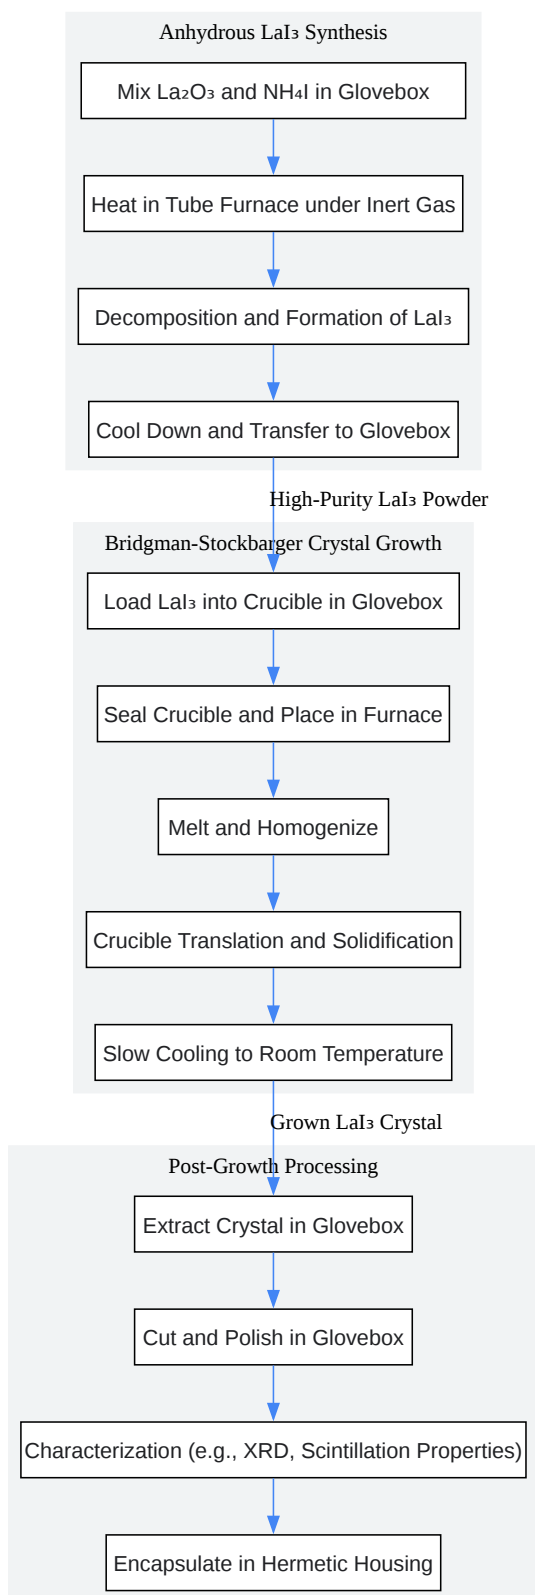 Anhydrous LaI₃ Synthesis
Mix La₂O₃ and NH₄I in Glovebox
Heat in Tube Furnace under Inert Gas
Decomposition and Formation of LaI₃
Cool Down and Transfer to Glovebox
High-Purity LaI₃ Powder
Bridgman-Stockbarger Crystal Growth
Load LaI₃ into Crucible in Glovebox
Seal Crucible and Place in Furnace
Melt and Homogenize
Crucible Translation and Solidification
Slow Cooling to Room Temperature
Grown LaI₃ Crystal
Post-Growth Processing
Extract Crystal in Glovebox
Cut and Polish in Glovebox
Characterization (e.g., XRD, Scintillation Properties)
Encapsulate in Hermetic Housing